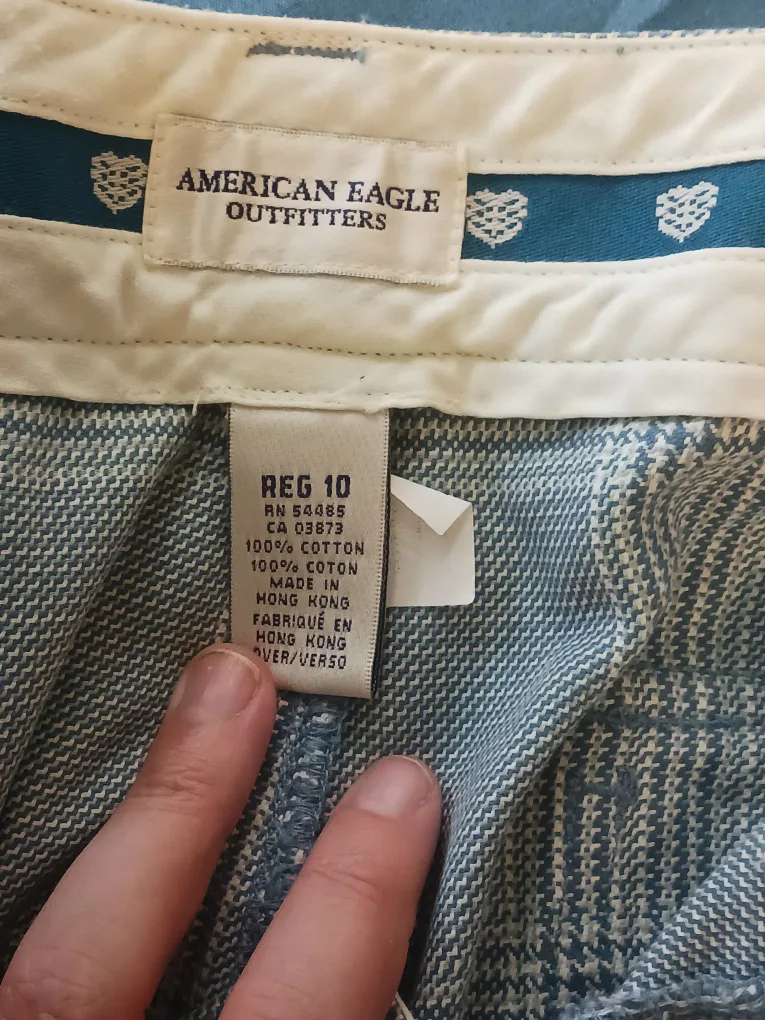 AMERICAN EAGLE
OUTFITTERS
REG 10
RN 54485
CA 03873
100% COTTON
100% COTON
MADE IN
HONG KONG
FABRIQUÉ EN
HONG KONG
OVER/VERSO